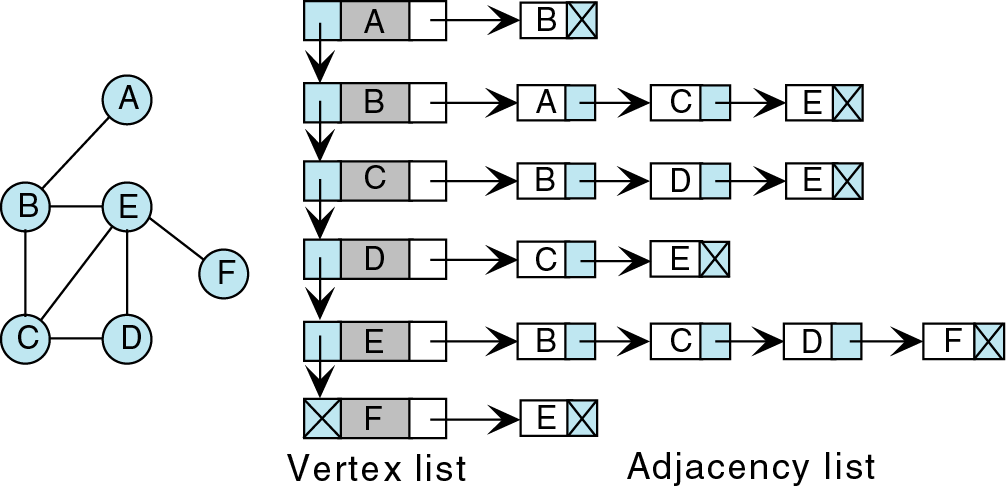 A
B
E
F
C
D
A B
B A C E
C B D E
D C E
E B C D F
F E
Vertex list
Adjacency list